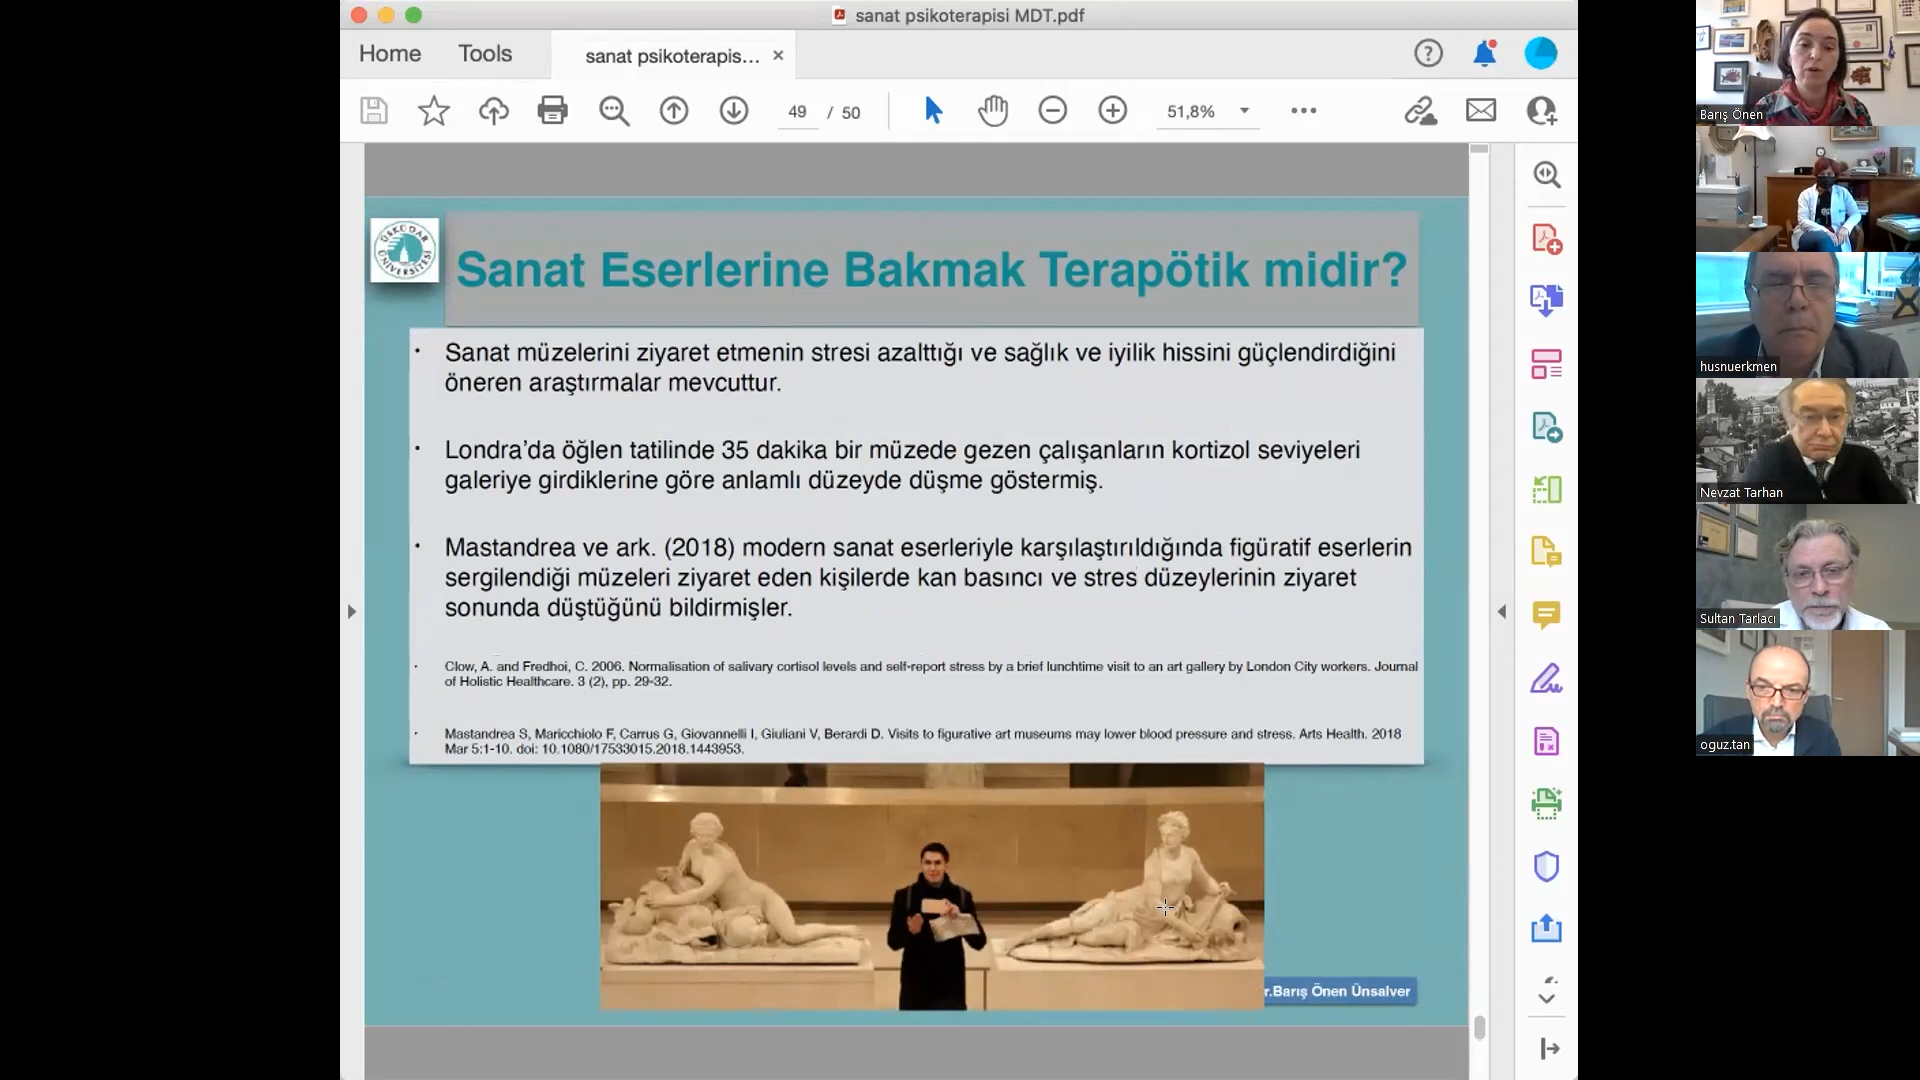 sanat psikoterapisi MDT.pdf
Home
Tools
sanat psikoterapis...
49 / 50
51,8%
ÜSKÜDAR ÜNİVERSİTESİ
Sanat Eserlerine Bakmak Terapötik midir?
• Sanat müzelerini ziyaret etmenin stresi azalttığı ve sağlık ve iyilik hissini güçlendirdiğini
öneren araştırmalar mevcuttur.
• Londra’da öğlen tatilinde 35 dakika bir müzede gezen çalışanların kortizol seviyeleri
galeriye girdiklerine göre anlamlı düzeyde düşme göstermiş.
• Mastandrea ve ark. (2018) modern sanat eserleriyle karşılaştırıldığında figüratif eserlerin
sergilendiği müzeleri ziyaret eden kişilerde kan basıncı ve stres düzeylerinin ziyaret
sonunda düştüğünü bildirmişler.
• Clow, A. and Fredhoi, C. 2006. Normalisation of salivary cortisol levels and self-report stress by a brief lunchtime visit to an art gallery by London City workers. Journal
of Holistic Healthcare. 3 (2), pp. 29-32.
• Mastandrea S, Maricchiolo F, Carrus G, Giovannelli I, Giuliani V, Berardi D. Visits to figurative art museums may lower blood pressure and stress. Arts Health. 2018
Mar 5:1-10. doi: 10.1080/17533015.2018.1443953.
r.Barış Önen Ünsalver
Barış Önen
husnuerkmen
Nevzat Tarhan
Sultan Tarlacı
oguz.tan